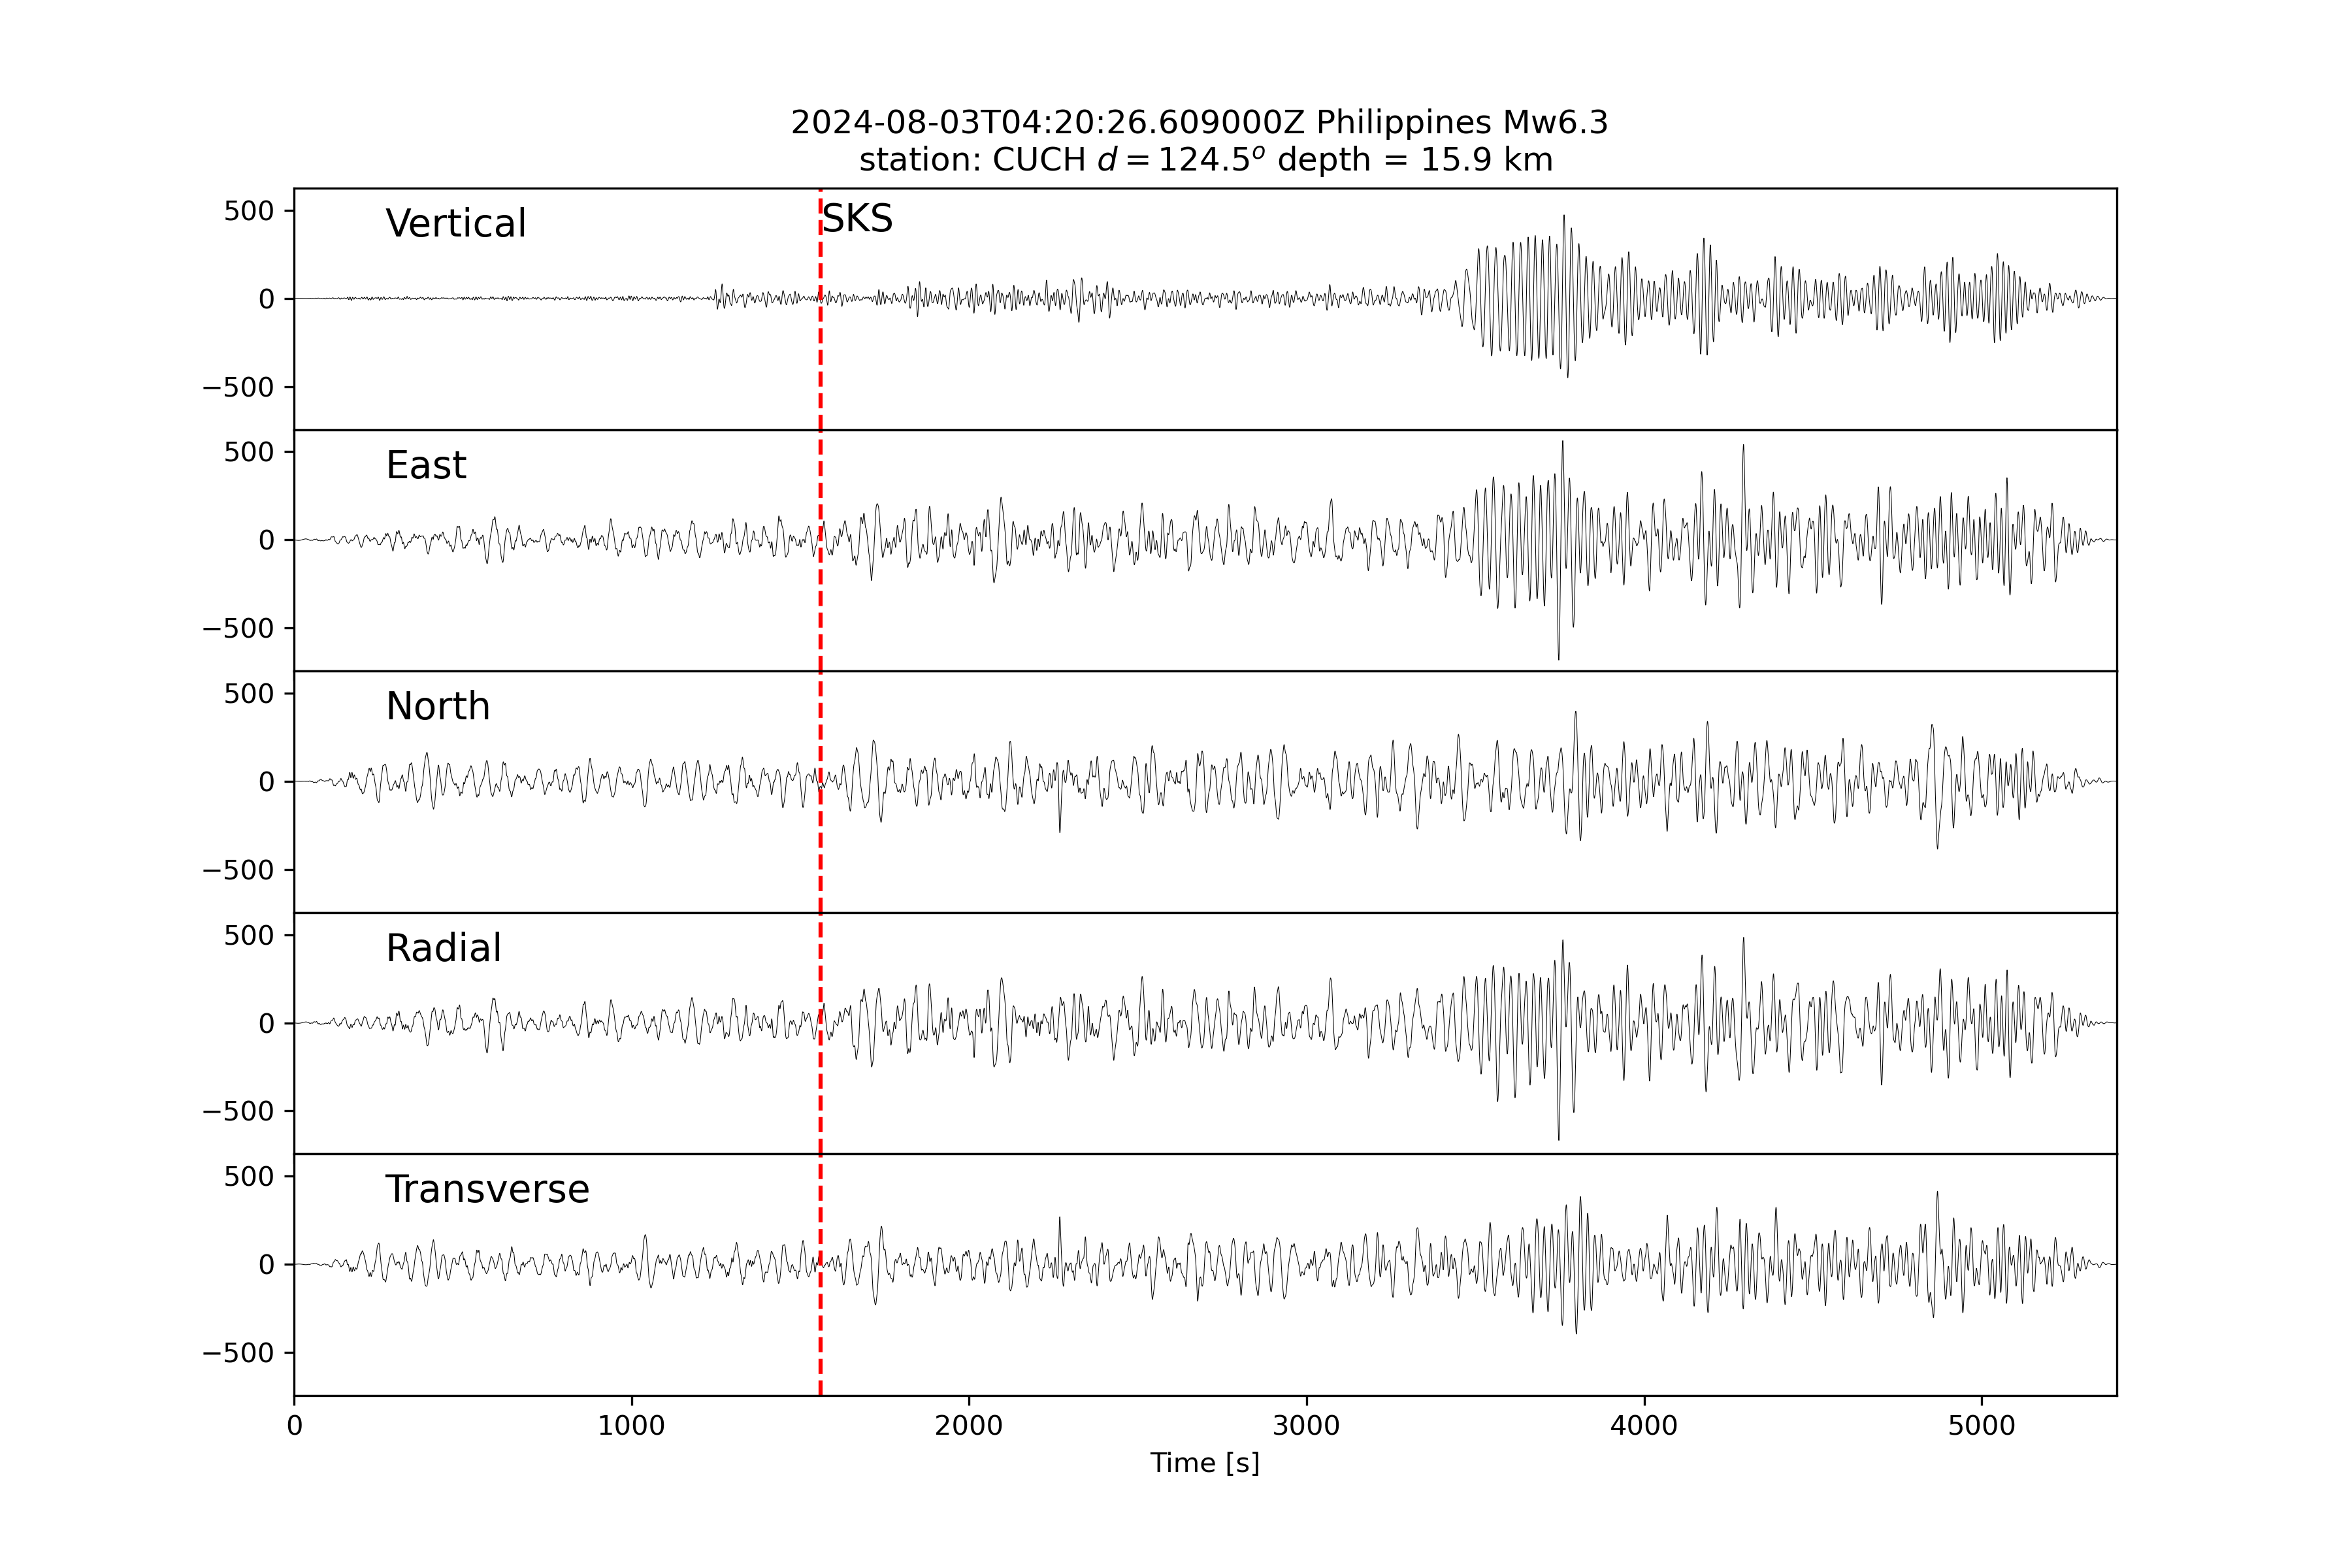 2024-08-03T04:20:26.609000Z Philippines Mw6.3
station: CUCH d = 124.5° depth = 15.9 km
500
Vertical
SKS
0
−500
500
East
0
−500
500
North
0
−500
500
Radial
0
−500
500
Transverse
0
−500
0 1000 2000 3000 4000 5000
Time [s]